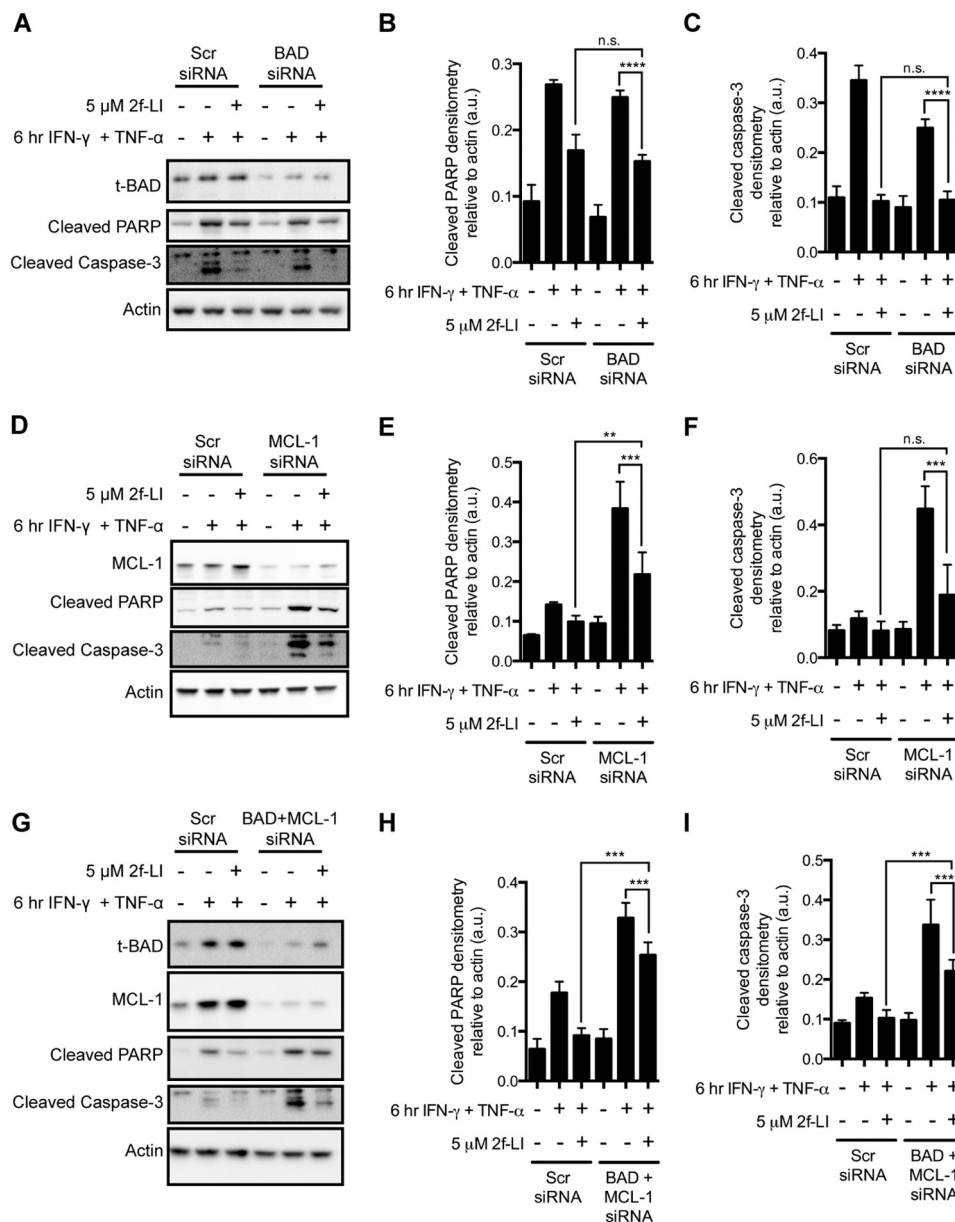 A
Scr siRNA
BAD siRNA
5 µM 2f-LI - - + - - +
6 hr IFN-γ + TNF-α - + + - + +
t-BAD
Cleaved PARP
Cleaved Caspase-3
Actin
B
n.s.
****
0.3
0.2
0.1
0.0
Cleaved PARP densitometry
relative to actin (a.u.)
6 hr IFN-γ + TNF-α - + + - + +
5 µM 2f-LI - - + - - +
Scr siRNA
BAD siRNA
C
n.s.
****
0.4
0.3
0.2
0.1
0.0
Cleaved caspase-3
densitometry
relative to actin (a.u.)
6 hr IFN-γ + TNF-α - + + - + +
5 µM 2f-LI - - + - - +
Scr siRNA
BAD siRNA
D
Scr siRNA
MCL-1 siRNA
5 µM 2f-LI - - + - - +
6 hr IFN-γ + TNF-α - + + - + +
MCL-1
Cleaved PARP
Cleaved Caspase-3
Actin
E
**
***
0.5
0.4
0.3
0.2
0.1
0.0
Cleaved PARP densitometry
relative to actin (a.u.)
6 hr IFN-γ + TNF-α - + + - + +
5 µM 2f-LI - - + - - +
Scr siRNA
MCL-1 siRNA
F
n.s.
***
0.6
0.4
0.2
0.0
Cleaved caspase-3
densitometry
relative to actin (a.u.)
6 hr IFN-γ + TNF-α - + + - + +
5 µM 2f-LI - - + - - +
Scr siRNA
MCL-1 siRNA
G
Scr siRNA
BAD+MCL-1 siRNA
5 µM 2f-LI - - + - - +
6 hr IFN-γ + TNF-α - + + - + +
t-BAD
MCL-1
Cleaved PARP
Cleaved Caspase-3
Actin
H
***
***
0.4
0.3
0.2
0.1
0.0
Cleaved PARP densitometry
relative to actin (a.u.)
6 hr IFN-γ + TNF-α - + + - + +
5 µM 2f-LI - - + - - +
Scr siRNA
BAD + MCL-1 siRNA
I
***
***
0.5
0.4
0.3
0.2
0.1
0.0
Cleaved caspase-3
densitometry
relative to actin (a.u.)
6 hr IFN-γ + TNF-α - + + - + +
5 µM 2f-LI - - + - - +
Scr siRNA
BAD + MCL-1 siRNA